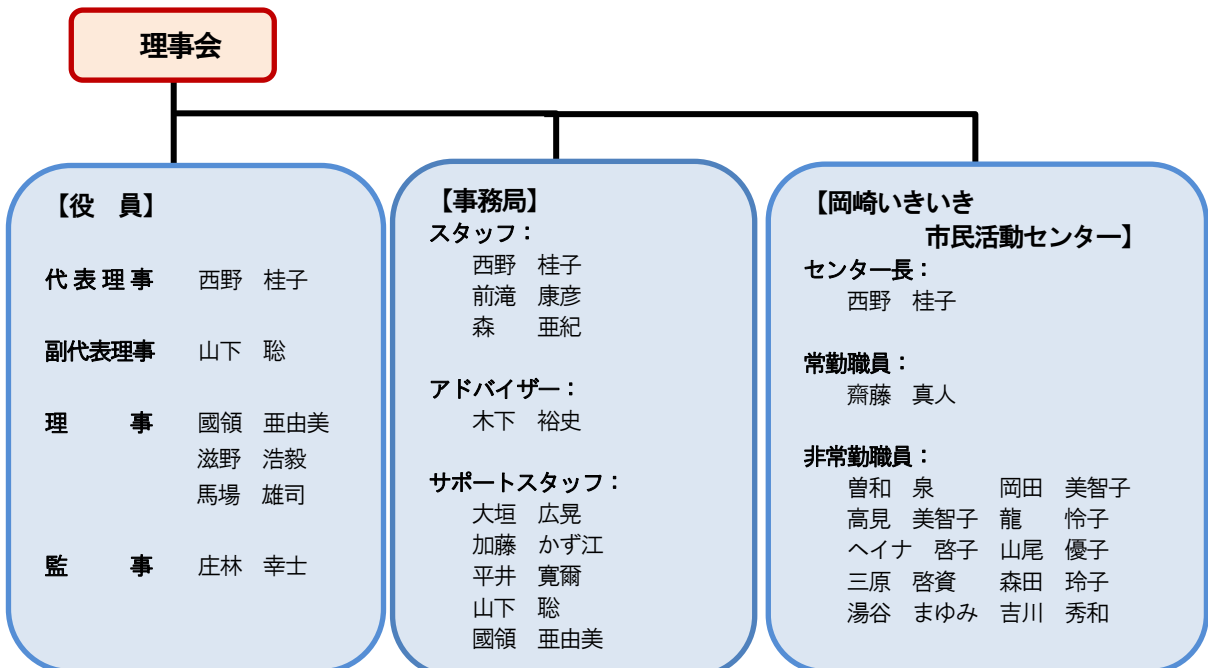 理事会
【役　員】
代表理事　西野　桂子
副代表理事　山下　聡
理　　事　國領　亜由美
滋野　浩毅
馬場　雄司
監　　事　庄林　幸士
【事務局】
スタッフ：
西野　桂子
前滝　康彦
森　　亜紀
アドバイザー：
木下　裕史
サポートスタッフ：
大垣　広晃
加藤　かず江
平井　寛爾
山下　聡
國領　亜由美
【岡崎いきいき
市民活動センター】
センター長：
西野　桂子
常勤職員：
齋藤　真人
非常勤職員：
曽和　泉　　岡田　美智子
高見　美智子　龍　　怜子
ヘイナ　啓子　山尾　優子
三原　啓資　　森田　玲子
湯谷　まゆみ　吉川　秀和